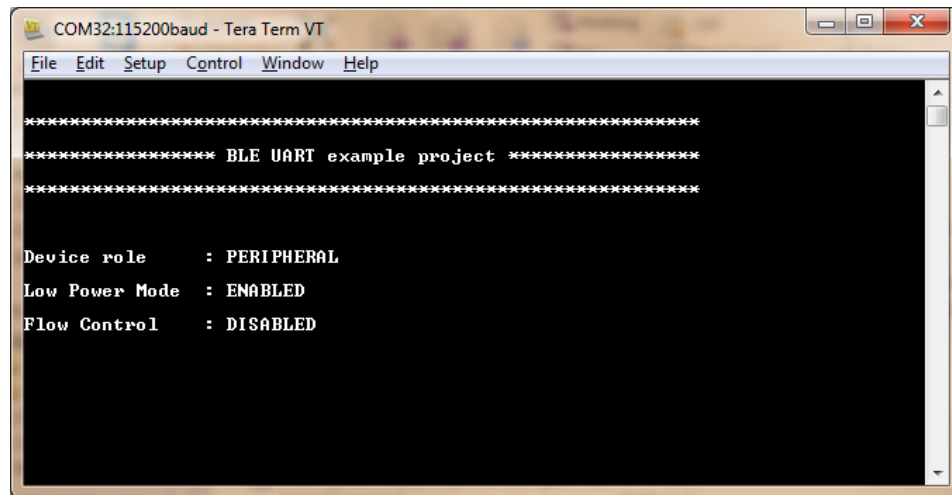 COM32:115200baud - Tera Term VT
File Edit Setup Control Window Help
************************************************************
***************** BLE UART example project *****************
************************************************************
Device role     : PERIPHERAL
Low Power Mode  : ENABLED
Flow Control    : DISABLED